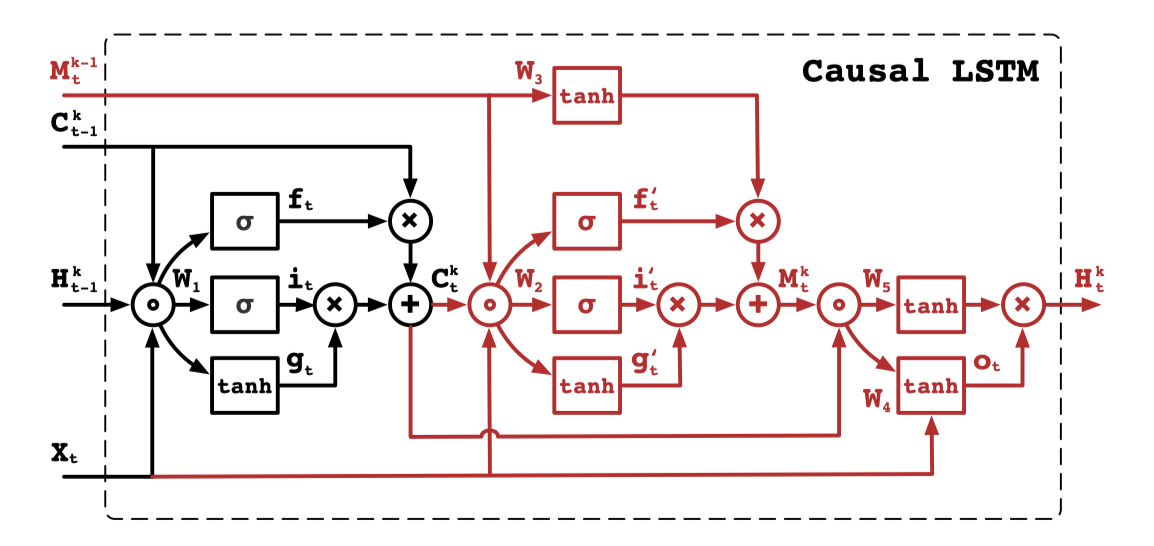 Causal LSTM
M_t^{k-1}
W_3
tanh
C_{t-1}^k
σ
f_t
×
σ
f'_t
×
H_{t-1}^k
W_1
σ
i_t
×
+
C_t^k
W_2
σ
i'_t
×
+
M_t^k
W_5
tanh
×
H_t^k
tanh
g_t
tanh
g'_t
W_4
tanh
o_t
X_t